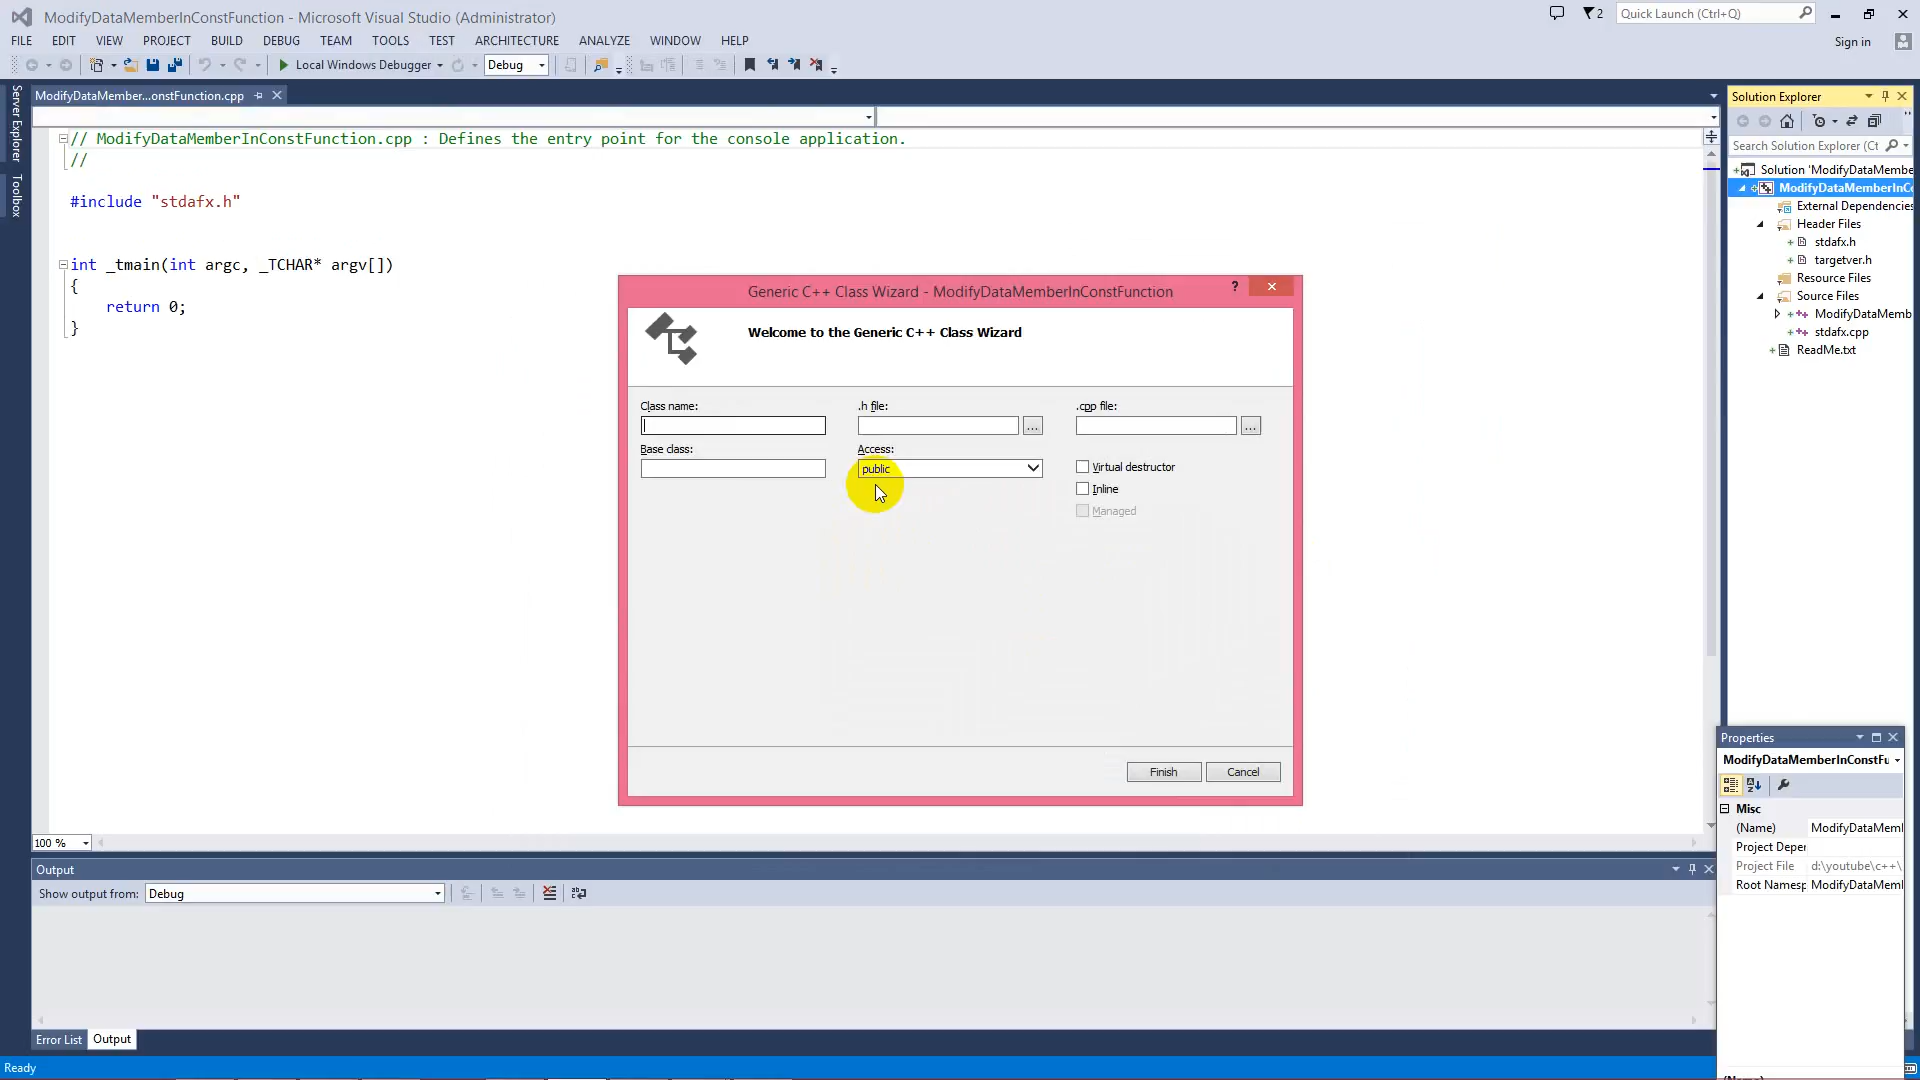 ModifyDataMemberInConstFunction - Microsoft Visual Studio (Administrator)
2
Quick Launch (Ctrl+Q)
FILE EDIT VIEW PROJECT BUILD DEBUG TEAM TOOLS TEST ARCHITECTURE ANALYZE WINDOW HELP
Sign in
Local Windows Debugger
Debug
Server Explorer
Toolbox
ModifyDataMember...onstFunction.cpp
// ModifyDataMemberInConstFunction.cpp : Defines the entry point for the console application.
//
#include "stdafx.h"
int _tmain(int argc, _TCHAR* argv[])
{
return 0;
}
Generic C++ Class Wizard - ModifyDataMemberInConstFunction
?
Welcome to the Generic C++ Class Wizard
Class name:
.h file:
.cpp file:
...
...
Base class:
Access:
public
Virtual destructor
Inline
Managed
Finish
Cancel
Solution Explorer
Search Solution Explorer (Ct
Solution 'ModifyDataMembe
ModifyDataMemberInCo
External Dependencies
Header Files
stdafx.h
targetver.h
Resource Files
Source Files
ModifyDataMemb
stdafx.cpp
ReadMe.txt
Properties
ModifyDataMemberInConstFu
Misc
(Name) ModifyDataMeml
Project Deper
Project File d:\youtube\c++\
Root Namesp ModifyDataMeml
100 %
Output
Show output from: Debug
Error List
Output
Ready